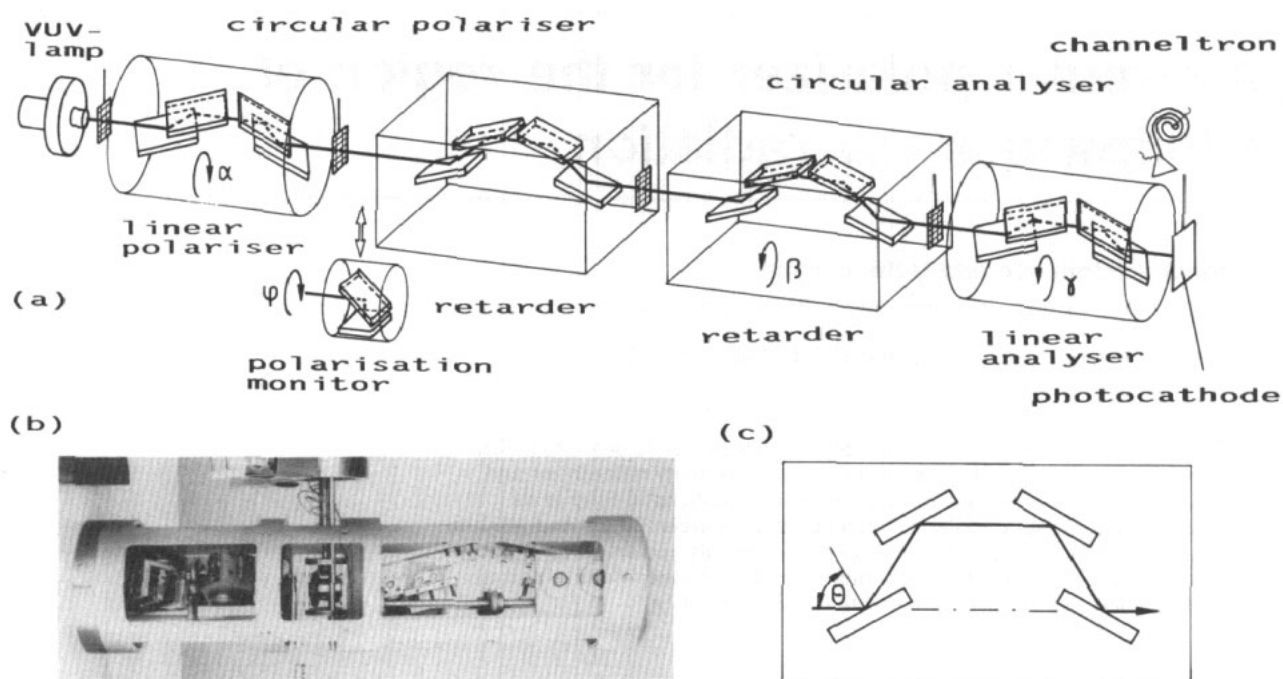 VUV-
lamp
circular polariser
channeltron
circular analyser
α
linear
polariser
β
γ
(a)
φ
retarder
retarder
linear
analyser
polarisation
monitor
photocathode
(b)
(c)
θ